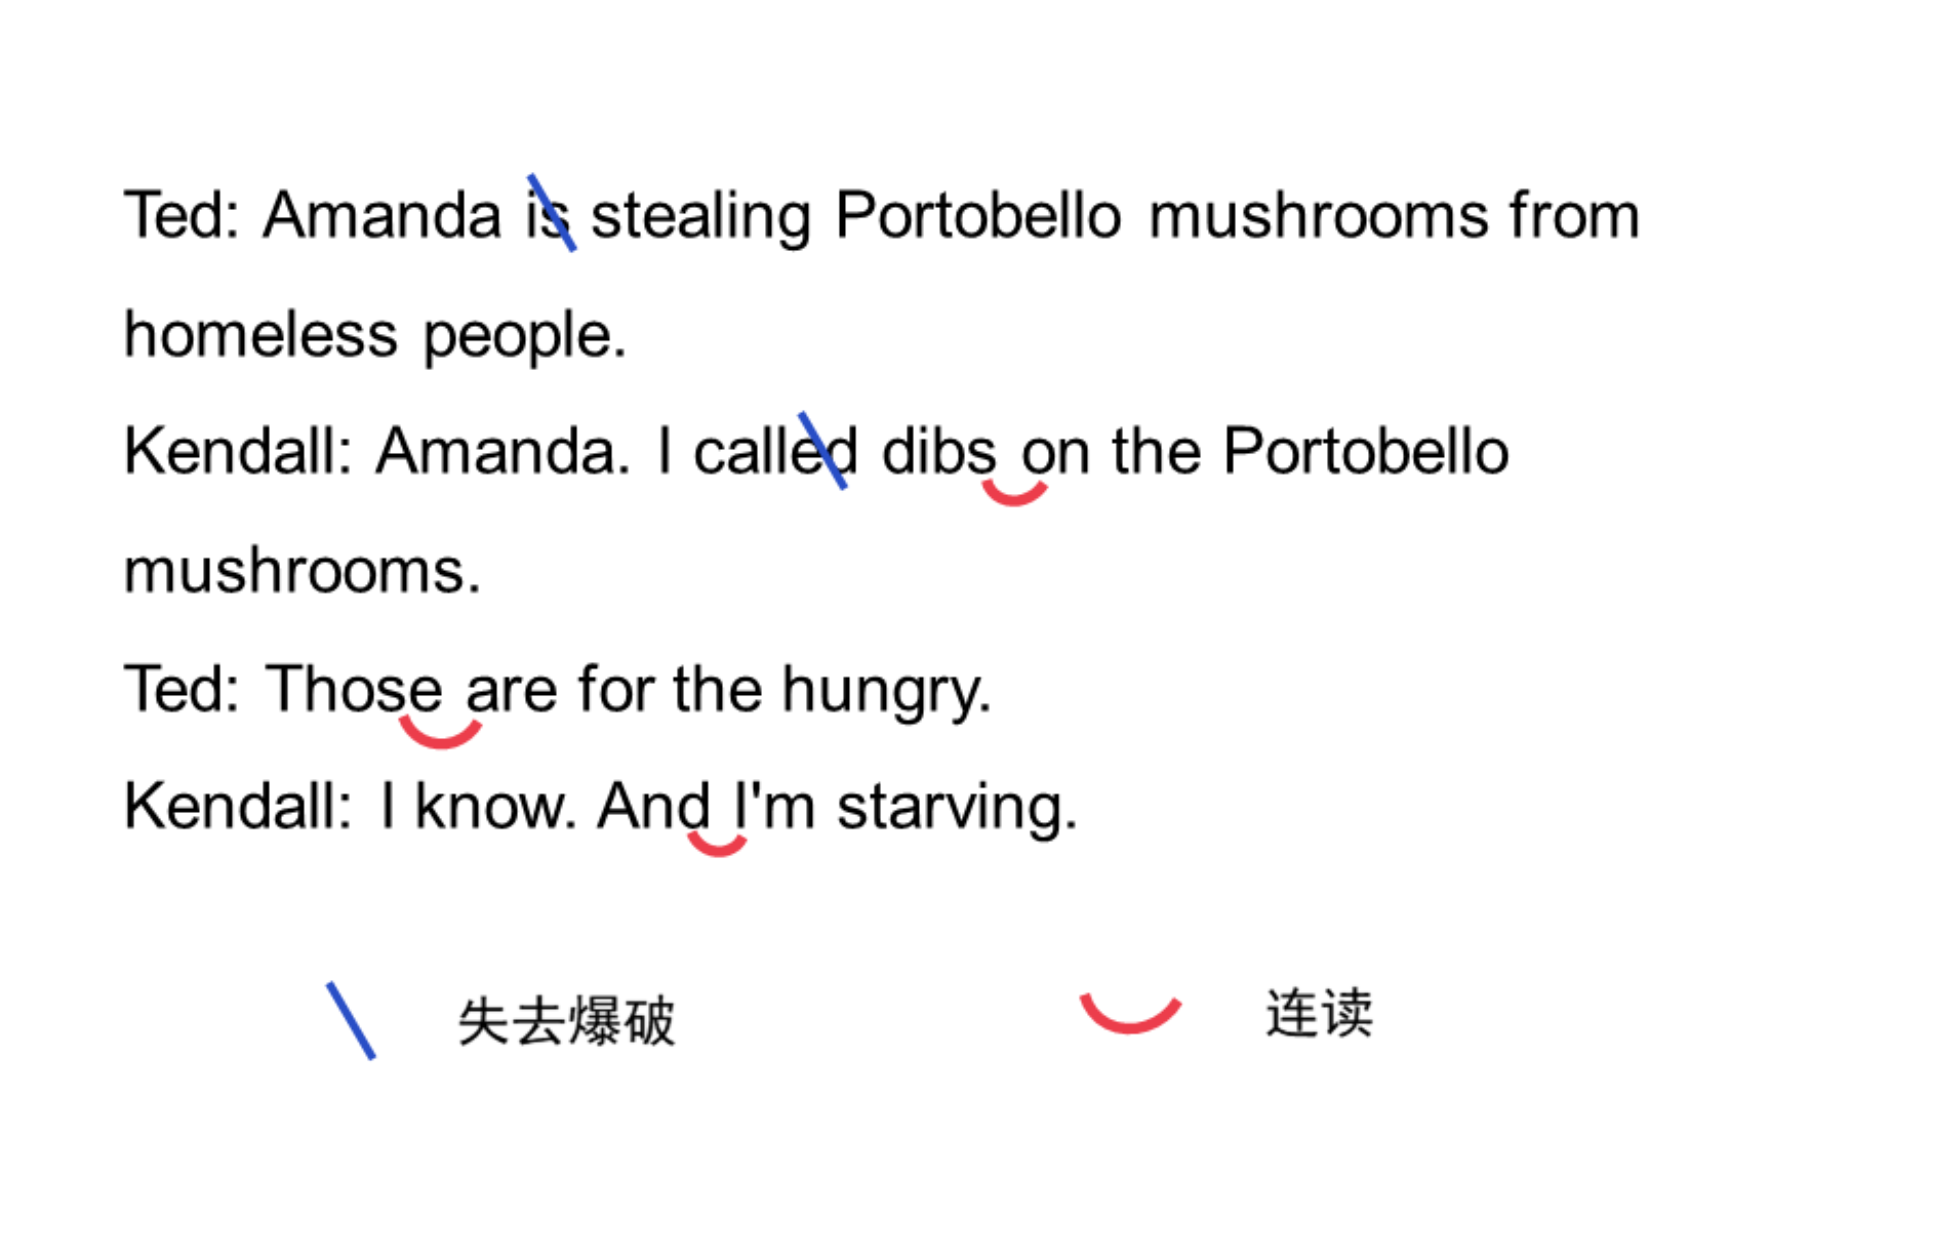 Ted: Amanda is stealing Portobello mushrooms from
homeless people.
Kendall: Amanda. I called dibs on the Portobello
mushrooms.
Ted: Those are for the hungry.
Kendall: I know. And I'm starving.
失去爆破 连读